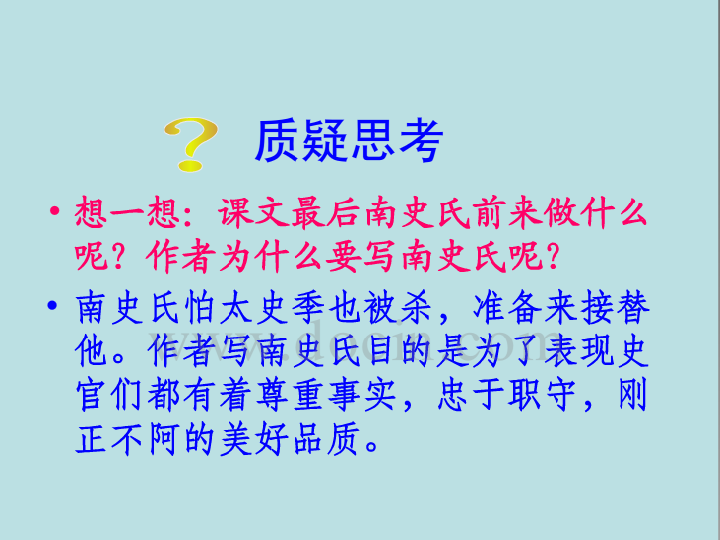 ? 质疑思考
• 想一想：课文最后南史氏前来做什么
呢？作者为什么要写南史氏呢？
• 南史氏怕太史季也被杀，准备来接替
他。作者写南史氏目的是为了表现史
官们都有着尊重事实，忠于职守，刚
正不阿的美好品质。
www.docin.com